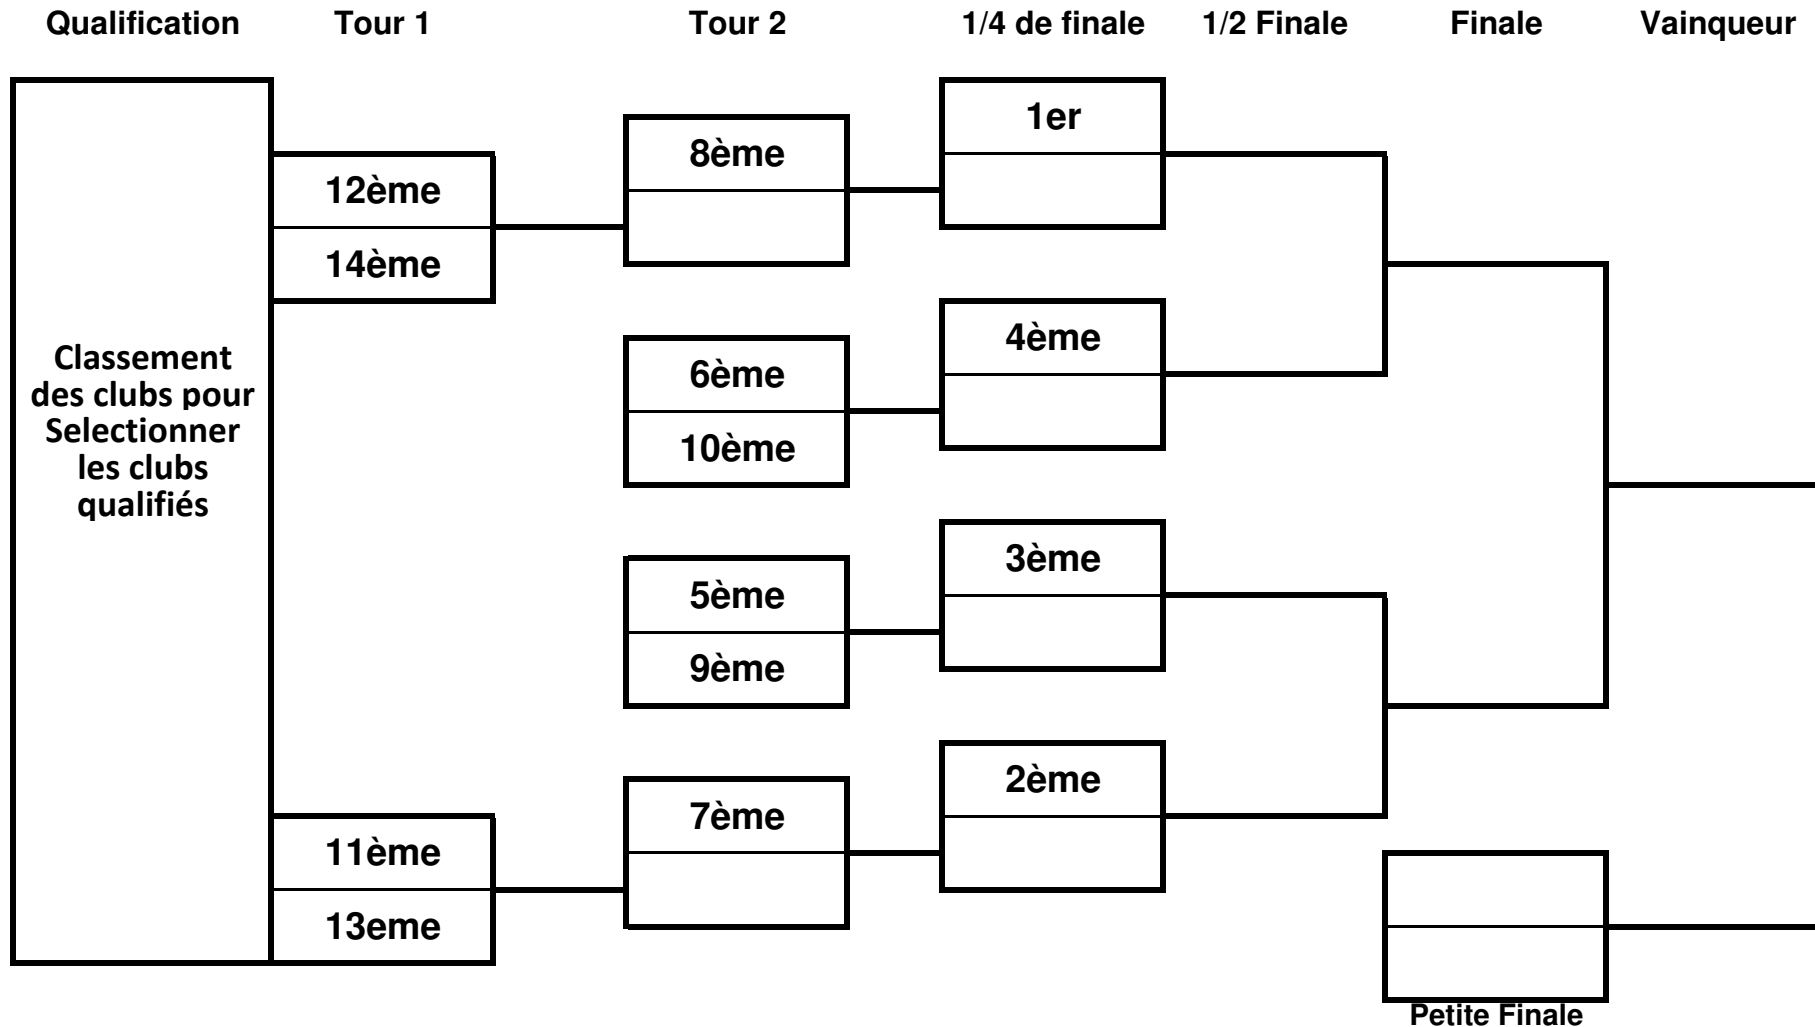 Qualification Tour 1 Tour 2 1/4 de finale 1/2 Finale Finale Vainqueur
Classement
des clubs pour
Selectionner
les clubs
qualifiés
12ème
14ème
11ème
13eme
8ème
6ème
10ème
5ème
9ème
7ème
1er
4ème
3ème
2ème
Petite Finale